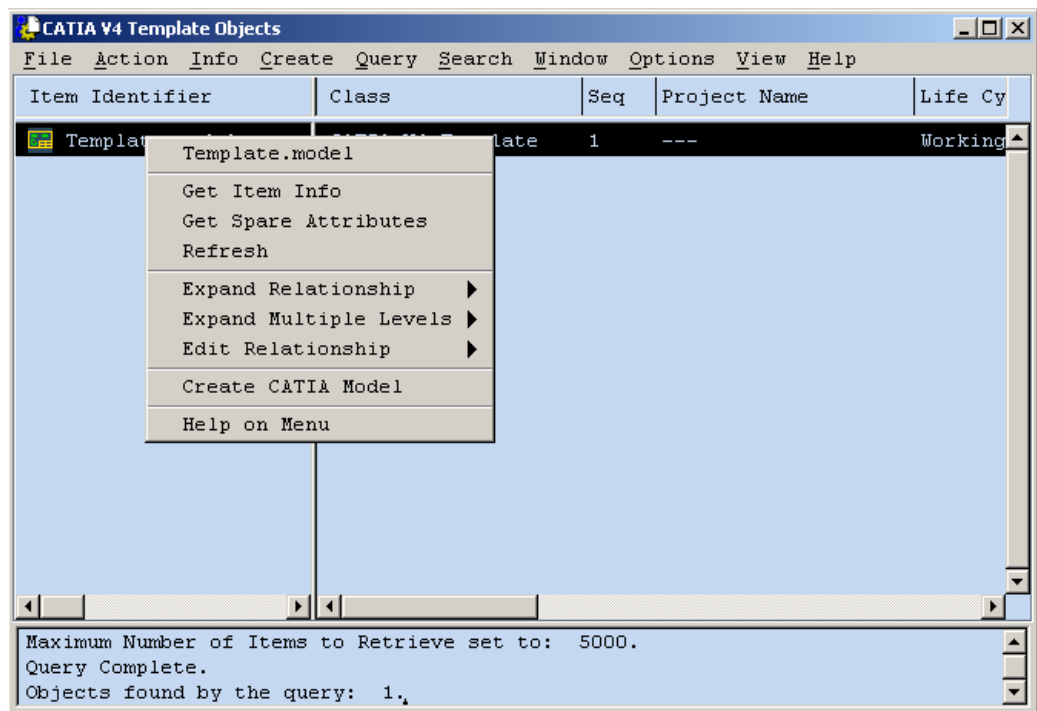 CATIA V4 Template Objects
File Action Info Create Query Search Window Options View Help
Item Identifier Class Seq Project Name Life Cy
1 --- Working
Template.model
Get Item Info
Get Spare Attributes
Refresh
Expand Relationship
Expand Multiple Levels
Edit Relationship
Create CATIA Model
Help on Menu
Maximum Number of Items to Retrieve set to: 5000.
Query Complete.
Objects found by the query: 1.